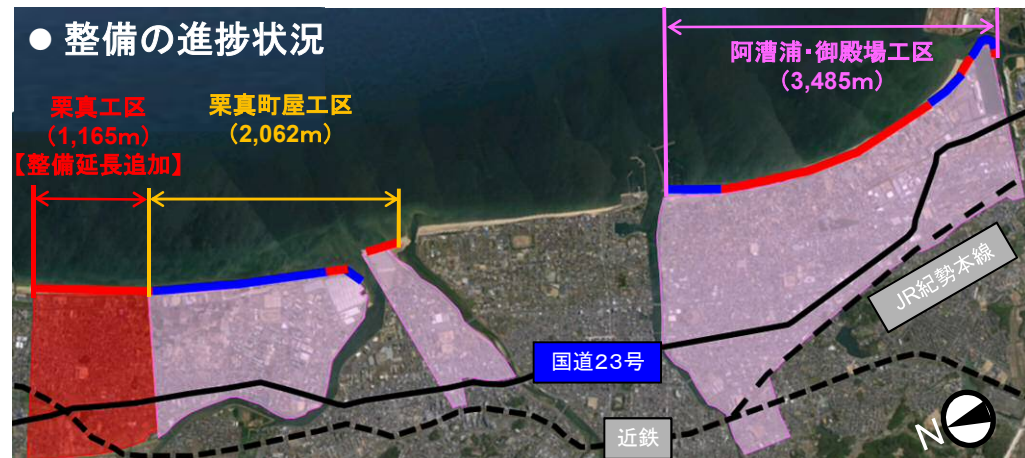 ● 整備の進捗状況
阿漕浦・御殿場工区
（3,485m）
栗真工区
（1,165m）
【整備延長追加】
栗真町屋工区
（2,062m）
JR紀勢本線
国道23号
近鉄
N